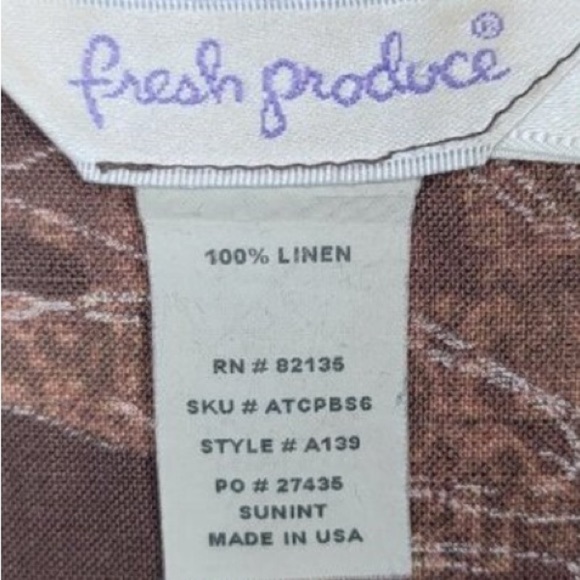 fresh produce®
100% LINEN
RN # 82135
SKU # ATCPBS6
STYLE # A139
PO # 27435
SUNINT
MADE IN USA